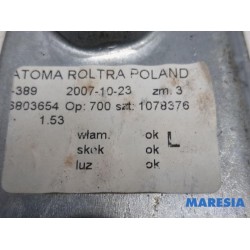 ATOMA ROLTRA POLAND
-389 2007-10-23 zm. 3
6803654 Op: 700 szt: 1078376
1.53
włam. ok L
skok ok
luz ok
MARESIA